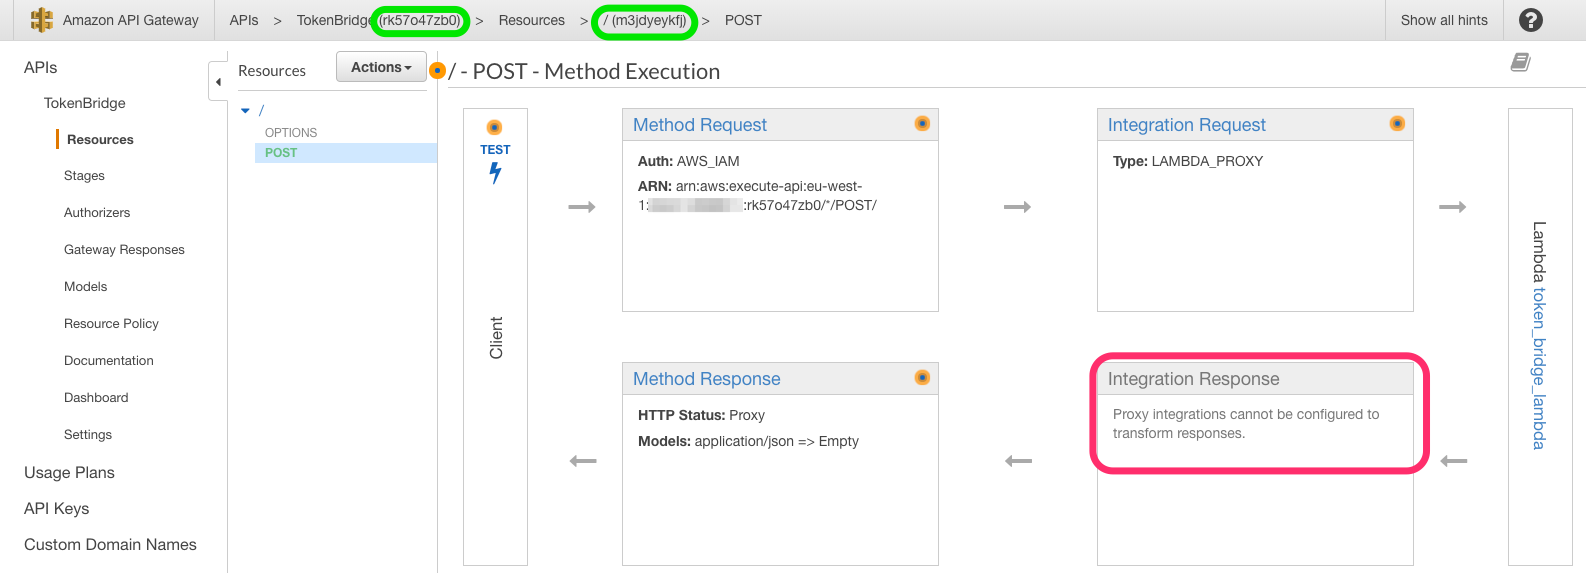 Amazon API Gateway
APIs > TokenBridge (rk57o47zb0) > Resources > / (m3jdyeykfj) > POST
Show all hints
?
APIs
TokenBridge
Resources
Stages
Authorizers
Gateway Responses
Models
Resource Policy
Documentation
Dashboard
Settings
Usage Plans
API Keys
Custom Domain Names
Resources
Actions
/
OPTIONS
POST
/ - POST - Method Execution
TEST
Client
Method Request
Auth: AWS_IAM
ARN: arn:aws:execute-api:eu-west-
1: :rk57o47zb0/*/POST/
Integration Request
Type: LAMBDA_PROXY
Lambda token_bridge_lambda
Method Response
HTTP Status: Proxy
Models: application/json => Empty
Integration Response
Proxy integrations cannot be configured to
transform responses.